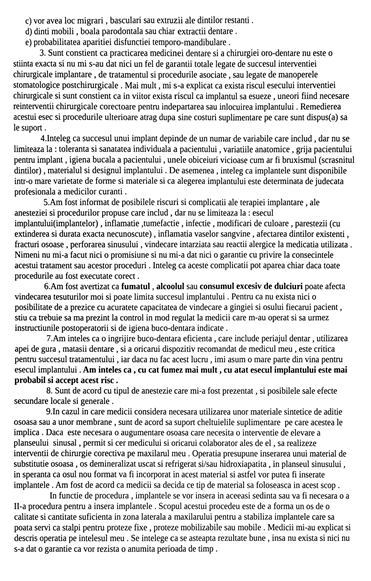 c) vor avea loc migrari , basculari sau extruzii ale dintilor restanti .
d) dinti mobili , boala parodontala sau chiar extractii dentare .
e) probabilitatea aparitiei disfunctiei temporo-mandibulare .
3. Sunt constient ca practicarea medicinei dentare si a chirurgiei oro-dentare nu este o
stiinta exacta si nu mi s-au dat nici un fel de garantii totale legate de succesul interventiei
chirurgicale implantare , de tratamentul si procedurile asociate , sau legate de manoperele
stomatologice postchirurgicale . Mai mult , mi s-a explicat ca exista riscul esecului interventiei
chirurgicale si sunt constient ca in viitor exista riscul ca implantul sa esueze , uneori fiind necesare
reinterventii chirurgicale corectoare pentru indepartarea sau inlocuirea implantului . Remedierea
acestui esec si procedurile ulterioare atrag dupa sine costuri suplimentare pe care sunt dispus(a) sa
le suport .
4.Inteleg ca succesul unui implant depinde de un numar de variabile care includ , dar nu se
limiteaza la : toleranta si sanatatea individuala a pacientului , variatiile anatomice , grija pacientului
pentru implant , igiena bucala a pacientului , unele obiceiuri vicioase cum ar fi bruxismul (scrasnitul
dintilor) , materialul si designul implantului . De asemenea , inteleg ca implantele sunt disponibile
intr-o mare varietate de forme si materiale si ca alegerea implantului este determinata de judecata
profesionala a medicilor curanti .
5.Am fost informat de posibilele riscuri si complicatii ale terapiei implantare , ale
anesteziei si procedurilor propuse care includ , dar nu se limiteaza la : esecul
implantului(implantelor) , inflamatie ,tumefactie , infectie , modificari de culoare , parestezii (cu
extinderea si durata exacta necunoscute) , inflamatia vaselor sangvine , afectarea dintilor existenti ,
fracturi osoase , perforarea sinusului , vindecare intarziata sau reactii alergice la medicatia utilizata .
Nimeni nu mi-a facut nici o promisiune si nu mi-a dat nici o garantie cu privire la consecintele
acestui tratament sau acestor proceduri . Inteleg ca aceste complicatii pot aparea chiar daca toate
procedurile au fost executate corect .
6.Am fost avertizat ca fumatul , alcoolul sau consumul excesiv de dulciuri poate afecta
vindecarea tesuturilor moi si poate limita succesul implantului . Pentru ca nu exista nici o
posibilitate de a prezice cu acuratete capacitatea de vindecare a gingiei si osului fiecarui pacient ,
stiu ca trebuie sa ma prezint la control in mod regulat la medicii care m-au operat si sa urmez
instructiunile postoperatorii si de igiena buco-dentara indicate .
7.Am inteles ca o ingrijire buco-dentara eficienta , care include periajul dentar , utilizarea
apei de gura , matasii dentare , si a oricarui dispozitiv recomandat de medicul meu , este critica
pentru succesul tratamentului , iar daca nu fac acest lucru , imi asum o mare parte din vina pentru
esecul implantului . Am inteles ca , cu cat fumez mai mult , cu atat esecul implantului este mai
probabil si accept acest risc .
8. Sunt de acord cu tipul de anestezie care mi-a fost prezentat , si posibilele sale efecte
secundare locale si generale .
9.In cazul in care medicii considera necesara utilizarea unor materiale sintetice de aditie
osoasa sau a unor membrane , sunt de acord sa suport cheltuielile suplimentare pe care acestea le
implica . Daca este necesara o augumentare osoasa care necesita o interventie de elevare a
planseului sinusal , permit si cer medicului si oricarui colaborator ales de el , sa realizeze
interventii de chirurgie corectiva pe maxilarul meu . Operatia presupune inserarea unui material de
substitutie osoasa , os demineralizat uscat si refrigerat si/sau hidroxiapatita , in planseul sinusului ,
in speranta ca osul nou format va fi incorporat in acest material si astfel vor putea fi inserate
implantele . Am fost de acord ca medicii sa decida ce tip de material sa foloseasca in acest scop .
In functie de procedura , implantele se vor insera in aceeasi sedinta sau va fi necesara o a
II-a procedura pentru a insera implantele . Scopul acestui procedeu este de a forma un os de o
calitate si cantitate suficienta in zona laterala a maxilarului pentru a stabiliza implantele care sa
poata servi ca stalpi pentru proteze fixe , proteze mobilizabile sau mobile . Medicii mi-au explicat si
descris operatia pe intelesul meu . Se intelege ca se asteapta rezultate bune , insa nu exista si nici nu
s-a dat o garantie ca vor rezista o anumita perioada de timp .